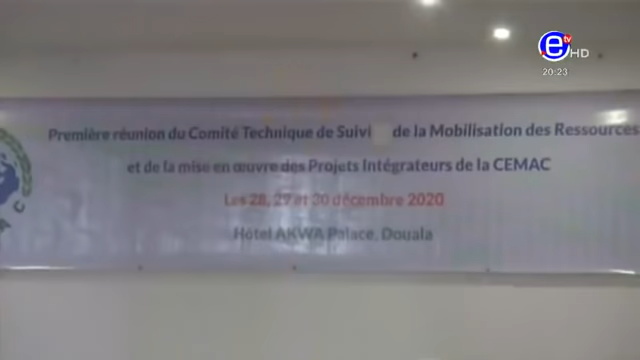 e tv HD
20:23
Première réunion du Comité Technique de Suivi de la Mobilisation des Ressources
et de la mise en œuvre des Projets Intégrateurs de la CEMAC
Les 28, 29 et 30 décembre 2020
Hôtel AKWA Palace, Douala